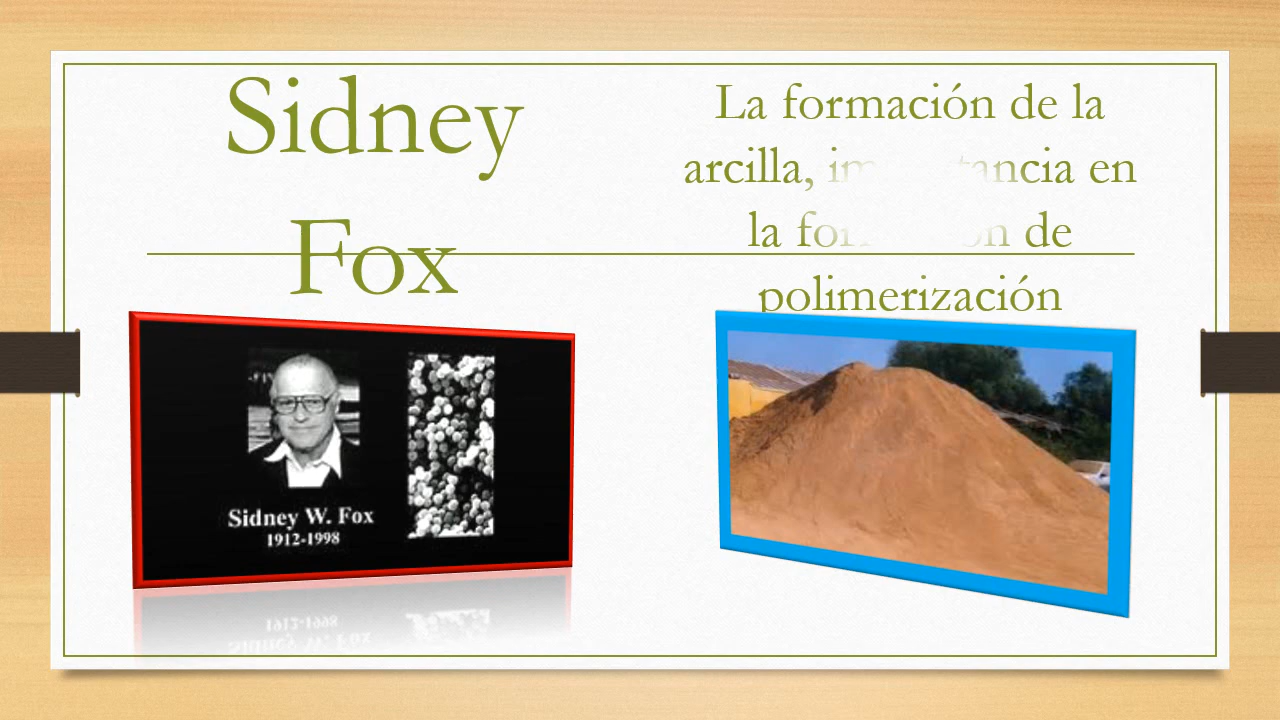 Sidney
Fox
La formación de la
arcilla, en
la de
polimerización
Sidney W. Fox
1912-1998